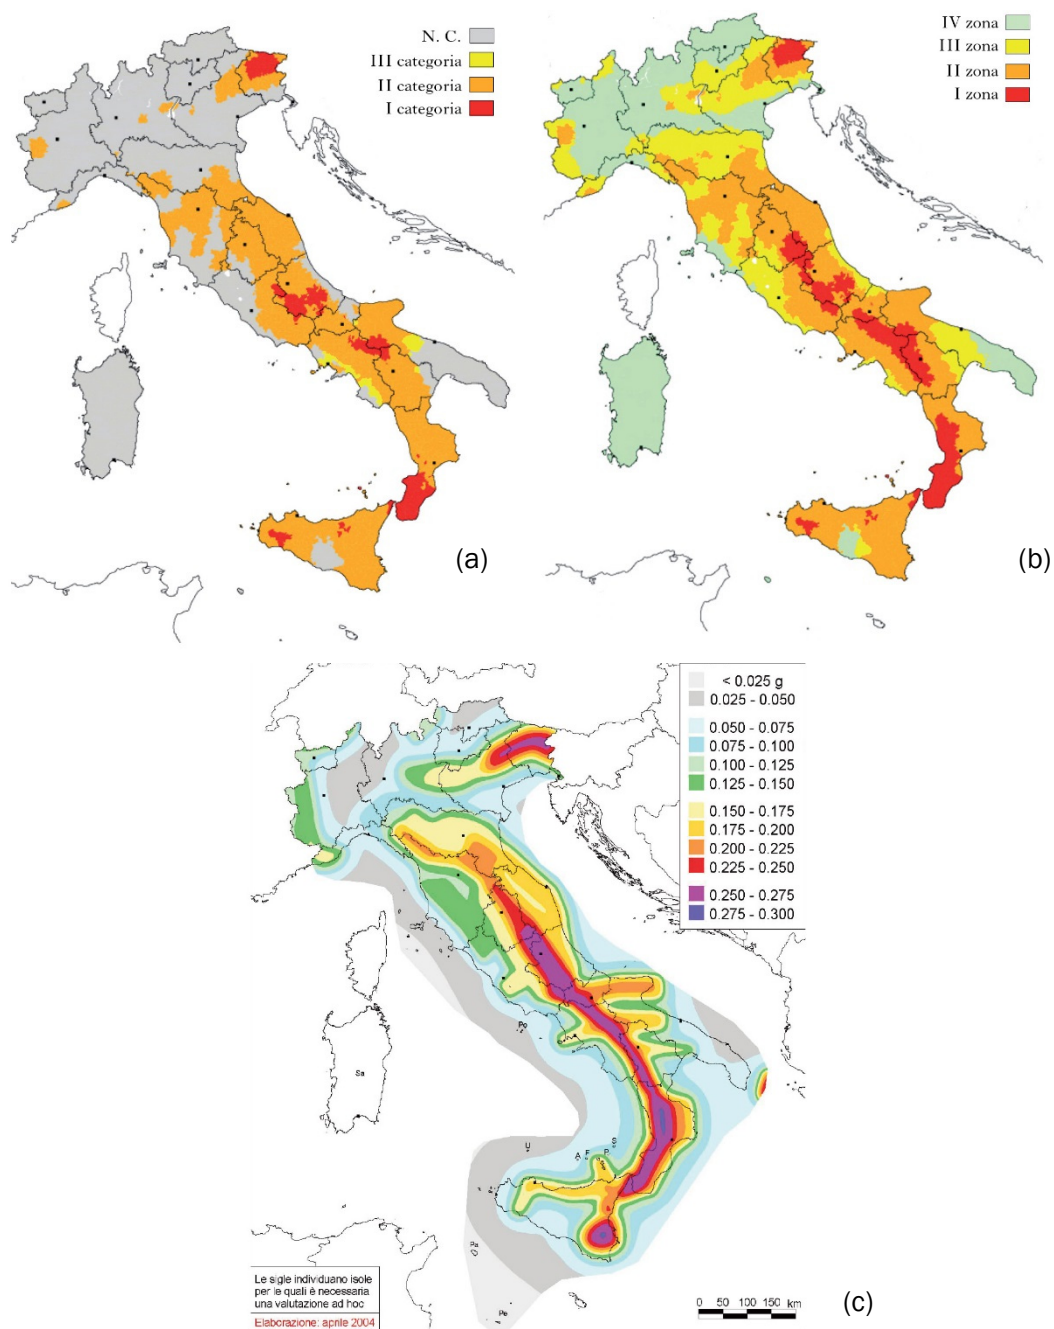 N. C.
III categoria
II categoria
I categoria
(a)
IV zona
III zona
II zona
I zona
(b)
< 0.025 g
0.025 - 0.050
0.050 - 0.075
0.075 - 0.100
0.100 - 0.125
0.125 - 0.150
0.150 - 0.175
0.175 - 0.200
0.200 - 0.225
0.225 - 0.250
0.250 - 0.275
0.275 - 0.300
Po
Sa
U
A
F
P
S
Pa
Pe
Le sigle individuano isole
per le quali è necessaria
una valutazione ad hoc
Elaborazione: aprile 2004
0 50 100 150 km
(c)